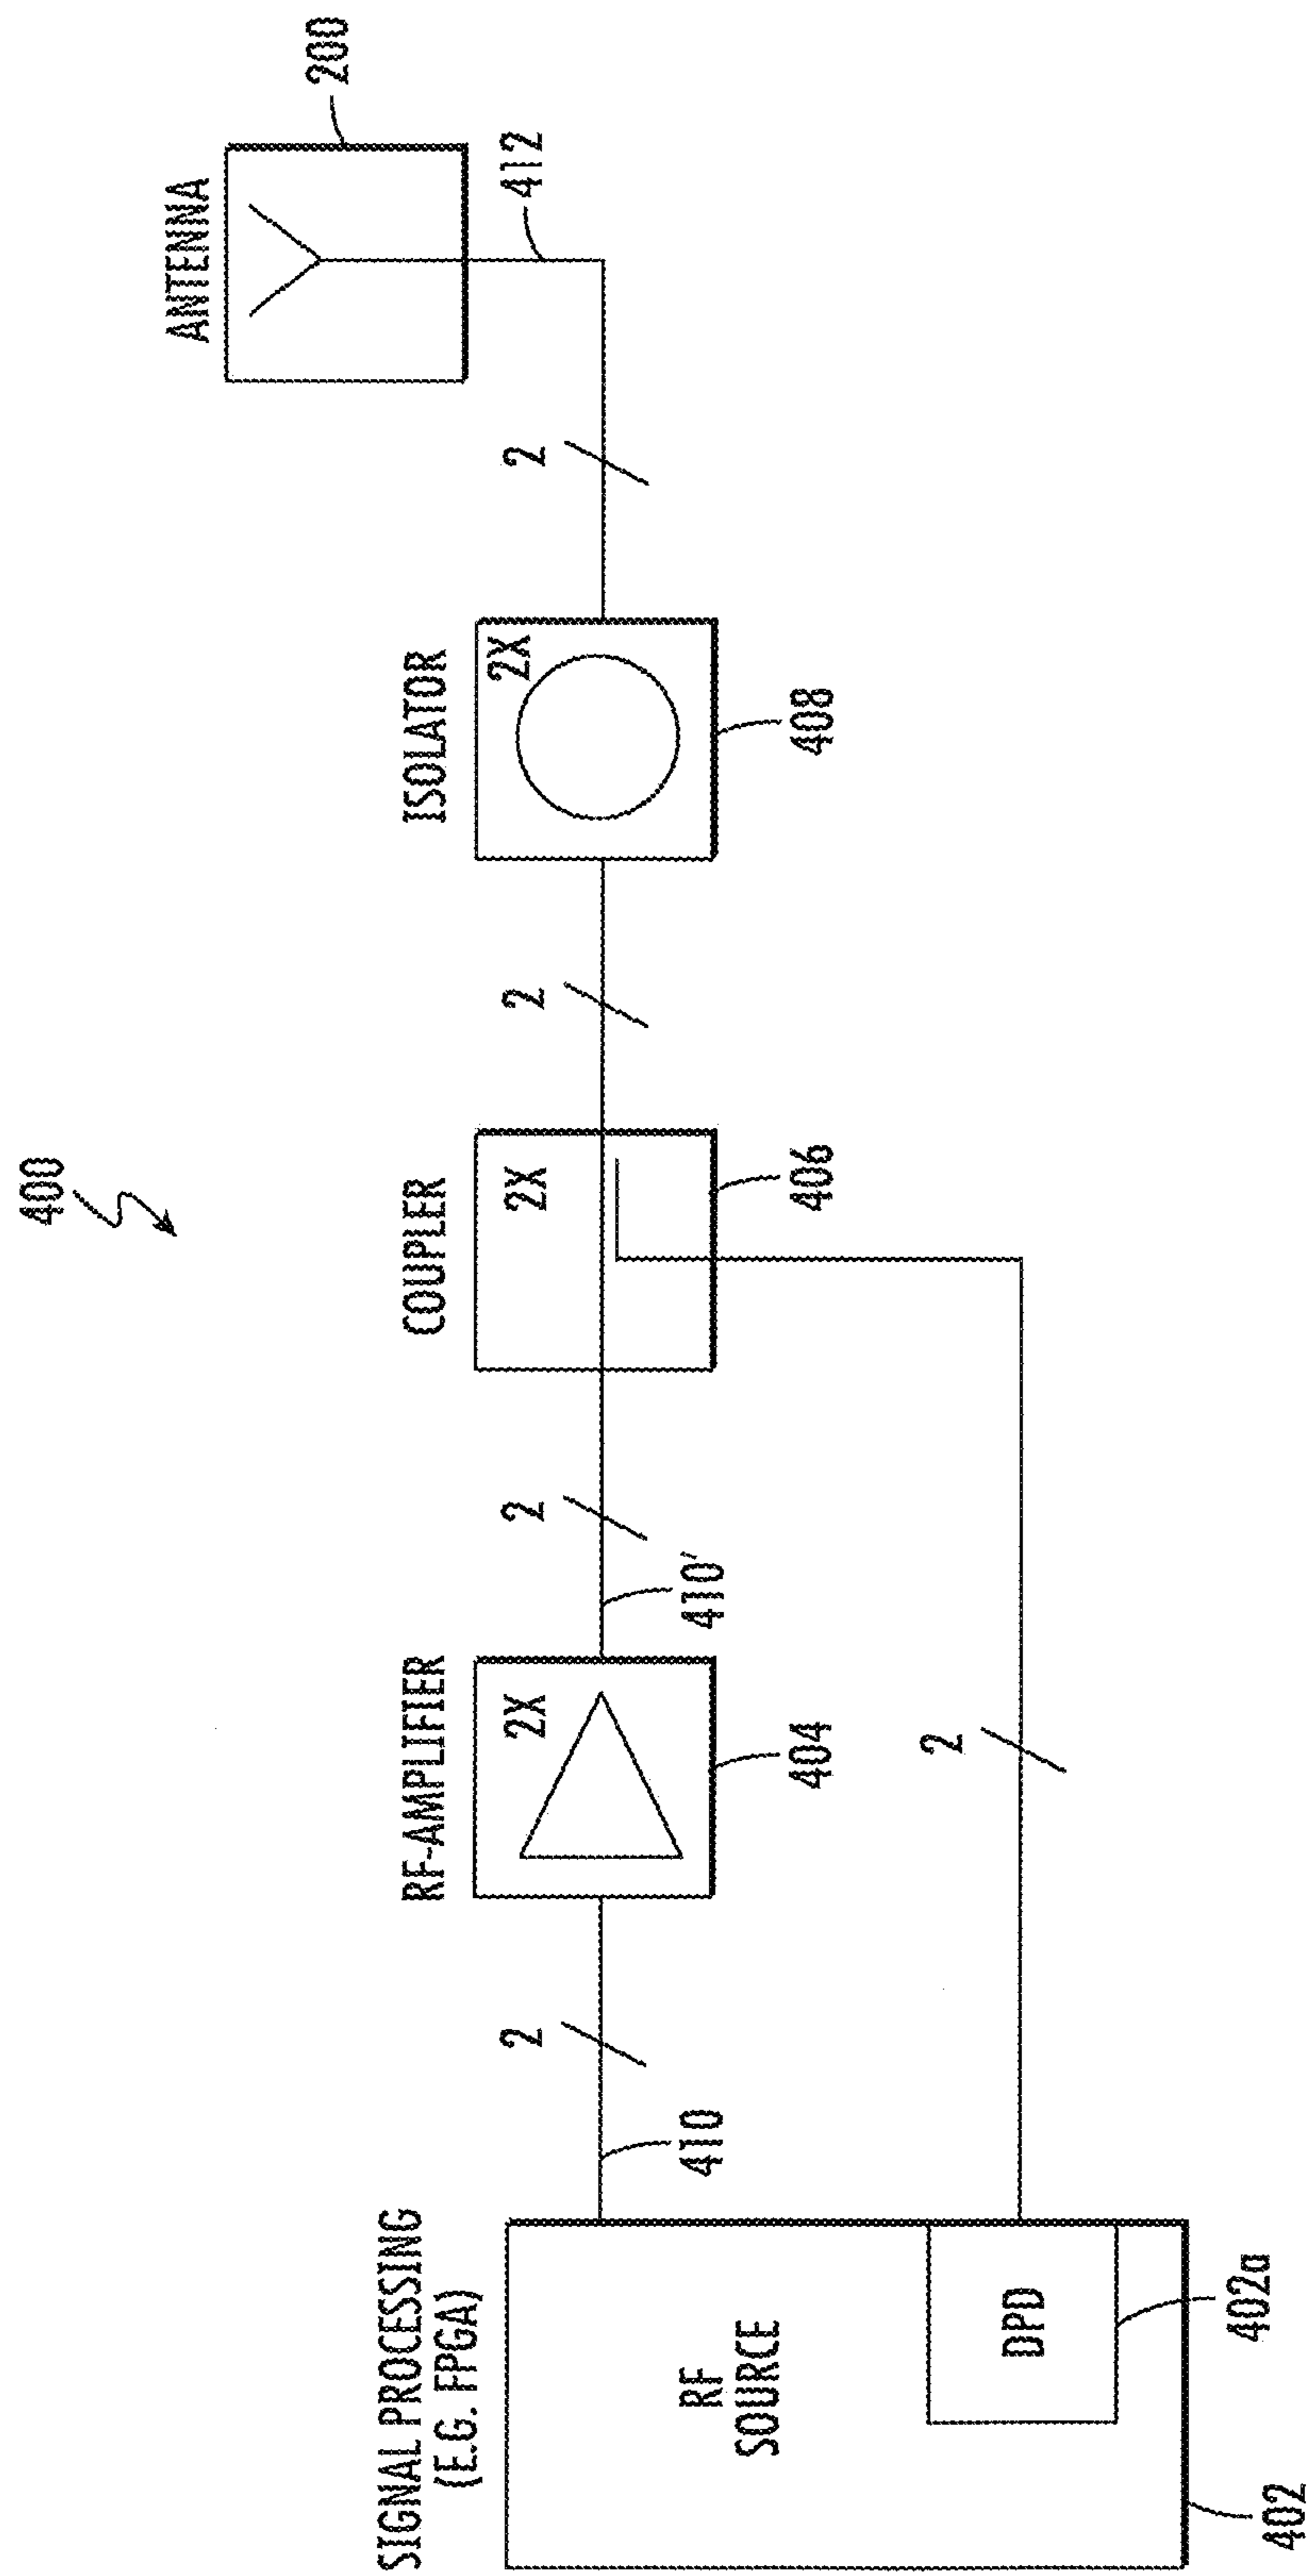 400
SIGNAL PROCESSING
(E.G. FPGA)
RF
SOURCE
DPD
402
402a
410
2
RF-AMPLIFIER
2X
404
410'
2
COUPLER
2X
406
2
2
ISOLATOR
2X
408
2
ANTENNA
200
412